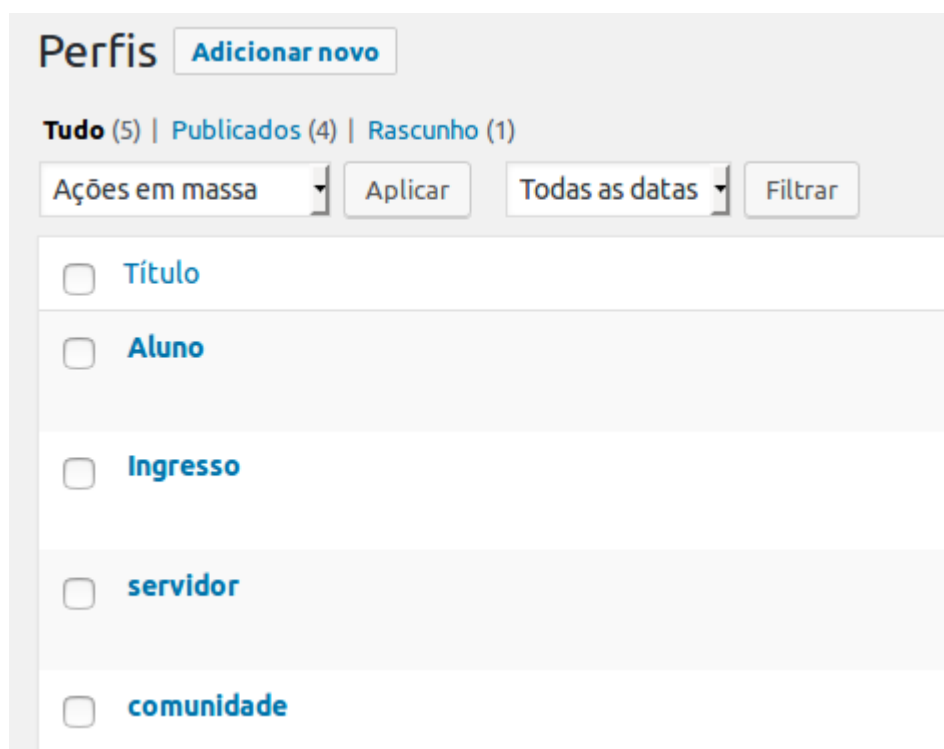 Perfis Adicionar novo
Tudo (5) | Publicados (4) | Rascunho (1)
Ações em massa Aplicar Todas as datas Filtrar
Título
Aluno
Ingresso
servidor
comunidade